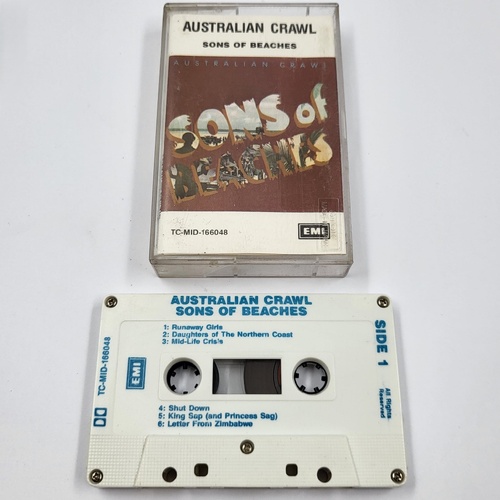 AUSTRALIAN CRAWL
SONS OF BEACHES
AUSTRALIAN CRAWL
SONS of
BEACHES
TC-MID-166048
EMI
AUSTRALIAN CRAWL
SONS OF BEACHES
1: Runaway Girls
2: Daughters of The Northern Coast
3: Mid-Life Crisis
SIDE 1
TC-MID-166048
EMI
All Rights
Reserved
4: Shut Down
5: King Sap (and Princess Sag)
6: Letter From Zimbabwe